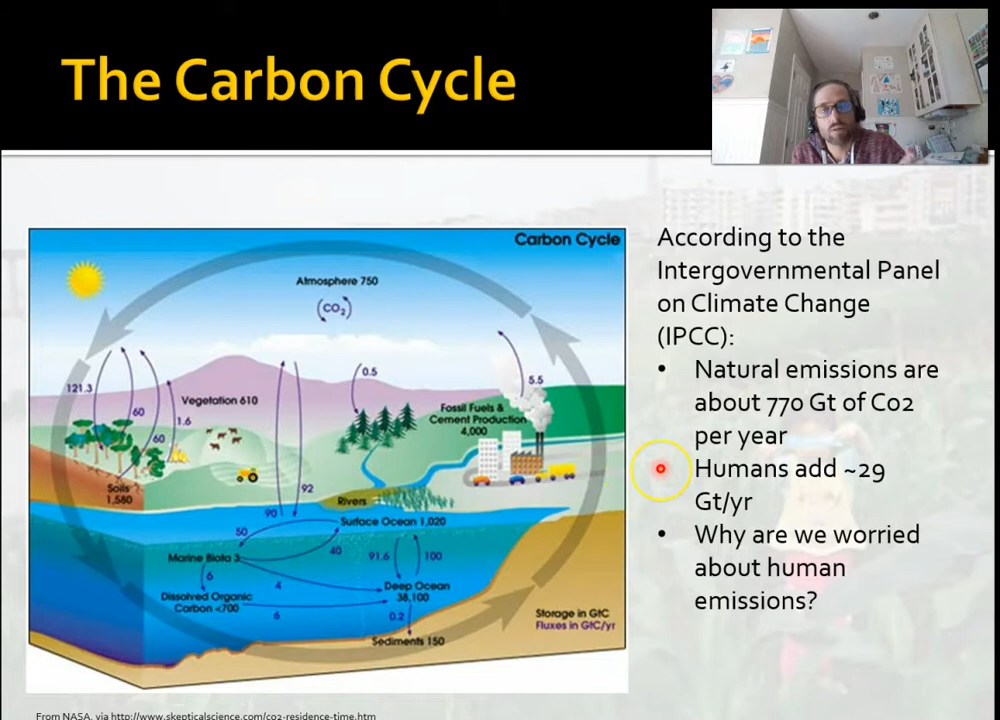 The Carbon Cycle
Carbon Cycle
Atmosphere 750
CO2
121.3
60
60
1.6
Vegetation 610
0.5
5.5
Fossil Fuels &
Cement Production
4,000
Soils
1,580
90
92
Rivers
Surface Ocean 1,020
50
40
91.6
100
Marine Biota 3
6
4
Deep Ocean
38,100
Dissolved Organic
Carbon <700
6
0.2
Sediments 150
Storage in GtC
Fluxes in GtC/yr
According to the
Intergovernmental Panel
on Climate Change
(IPCC):
• Natural emissions are
about 770 Gt of Co2
per year
Humans add ~29
Gt/yr
• Why are we worried
about human
emissions?
From NASA, via http://www.skepticalscience.com/co2-residence-time.htm